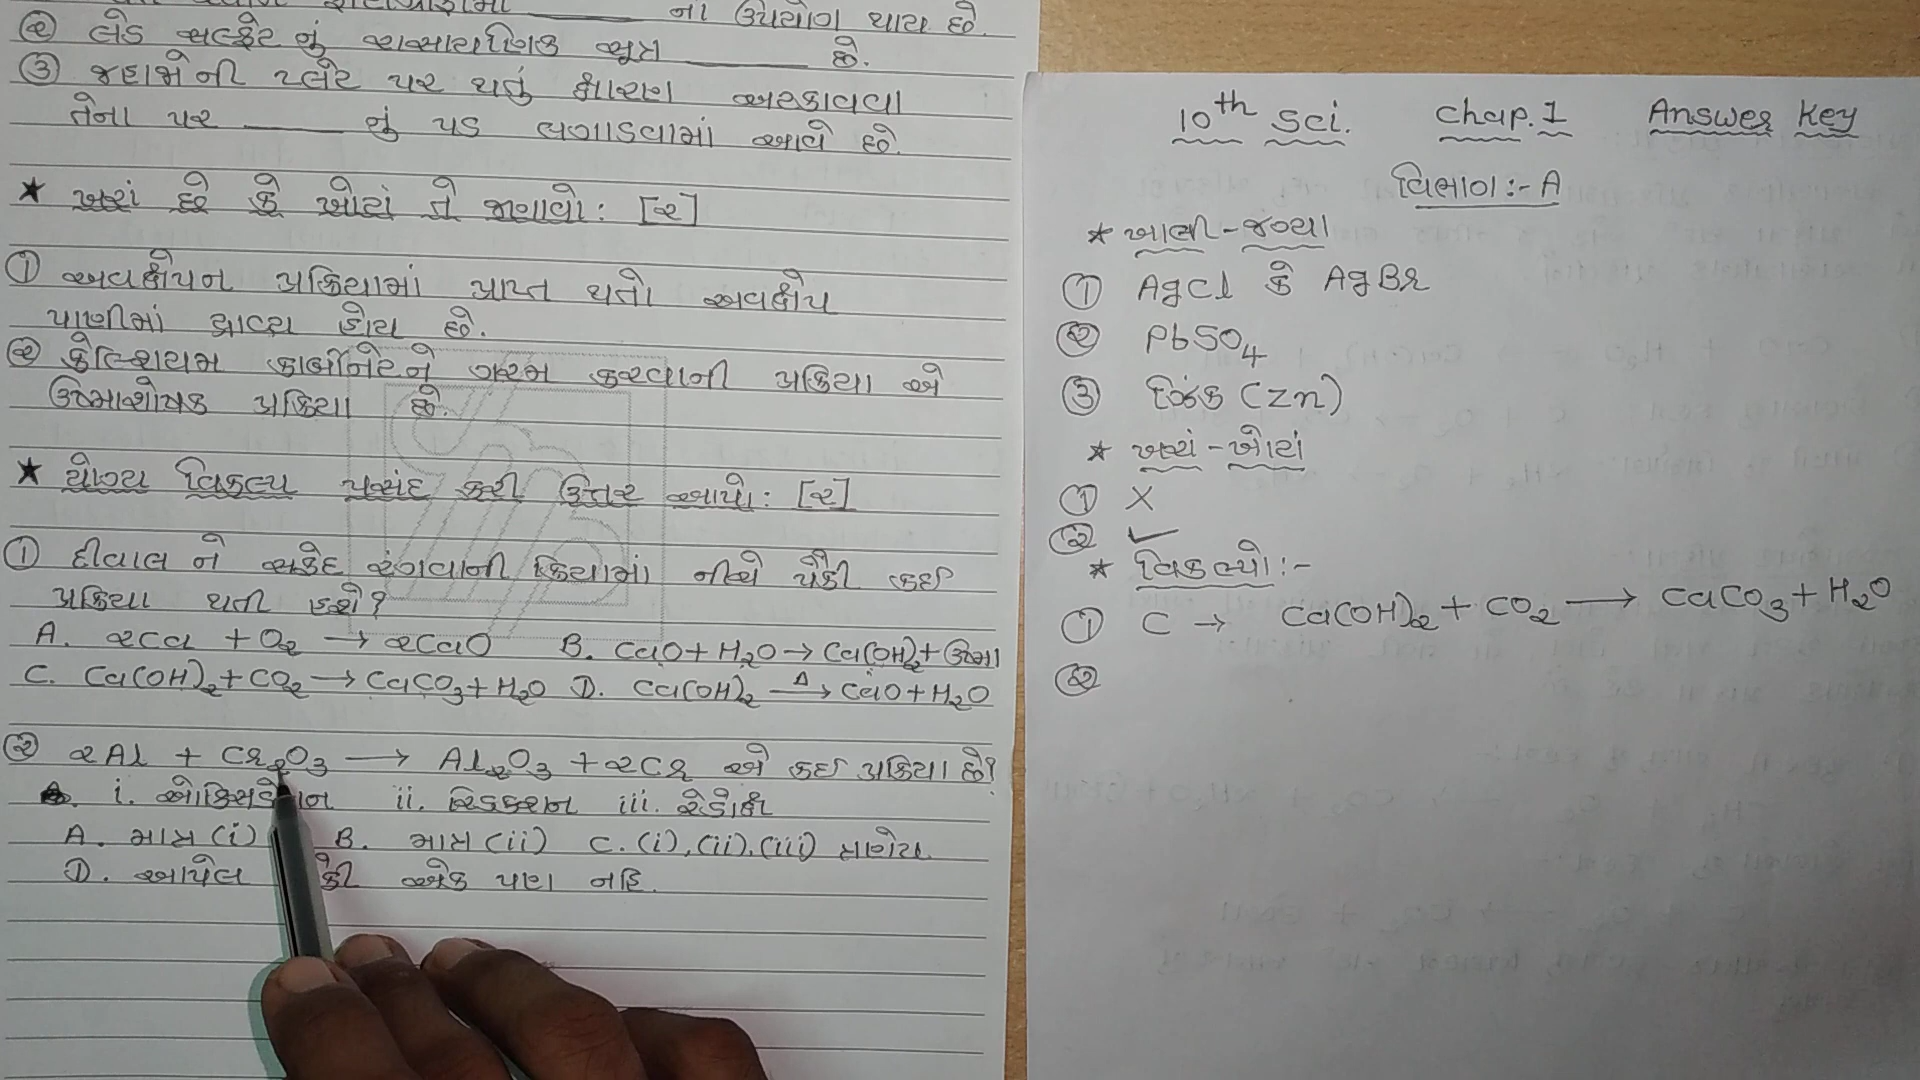 ના ઊપયોગ થાય છે.
② લેડ સલ્ફેટ નું રાસાયણિક સૂત્ર ______ છે.
③ જહાજોની પ્લેટ પર થતું ક્ષારણ અટકાવવા
તેના પર ______ નું પડ લગાડવામાં આવે છે.
★ ખરાં છે કે ખોટાં તે જણાવો : [૨]
① અવક્ષેપન પ્રક્રિયામાં પ્રાપ્ત થતો અવક્ષેપ
પાણીમાં દ્રાવ્ય હોય છે.
② કેલ્શિયમ કાર્બોનેટને ગરમ કરવાની પ્રક્રિયા એ
ઉષ્માશોષક પ્રક્રિયા છે.
★ યોગ્ય વિકલ્પ પસંદ કરી ઉત્તર આપો : [૨]
① દીવાલ ને સફેદ રંગવાની ક્રિયામાં નીચે પૈકી કઈ
પ્રક્રિયા થતી હશે?
A. 2Ca + O₂ → 2CaO B. CaO + H₂O → Ca(OH)₂ + ઉષ્મા
C. Ca(OH)₂ + CO₂ → CaCO₃ + H₂O D. Ca(OH)₂ —Δ→ CaO + H₂O
② 2Al + Cr₂O₃ → Al₂O₃ + 2Cr એ કઈ પ્રક્રિયા છે?
i. ii. રિડક્શન iii. રેડોક્ષ
A. માત્ર (i) B. માત્ર (ii) C. (i), (ii), (iii) ત્રણેય.
D. આપેલ એક પણ નહિ.
10th Sci. Chap. 1 Answer Key
વિભાગ :- A
★ ખાલી - જગ્યા
① AgCl કે AgBr
② PbSO₄
③ ઝિંક (Zn)
★ ખરાં - ખોટાં
① X
② ✓
★ વિકલ્પો :-
① C → Ca(OH)₂ + CO₂ → CaCO₃ + H₂O
②